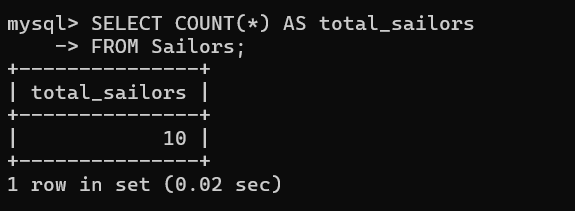 mysql> SELECT COUNT(*) AS total_sailors
    -> FROM Sailors;
+---------------+
| total_sailors |
+---------------+
|            10 |
+---------------+
1 row in set (0.02 sec)